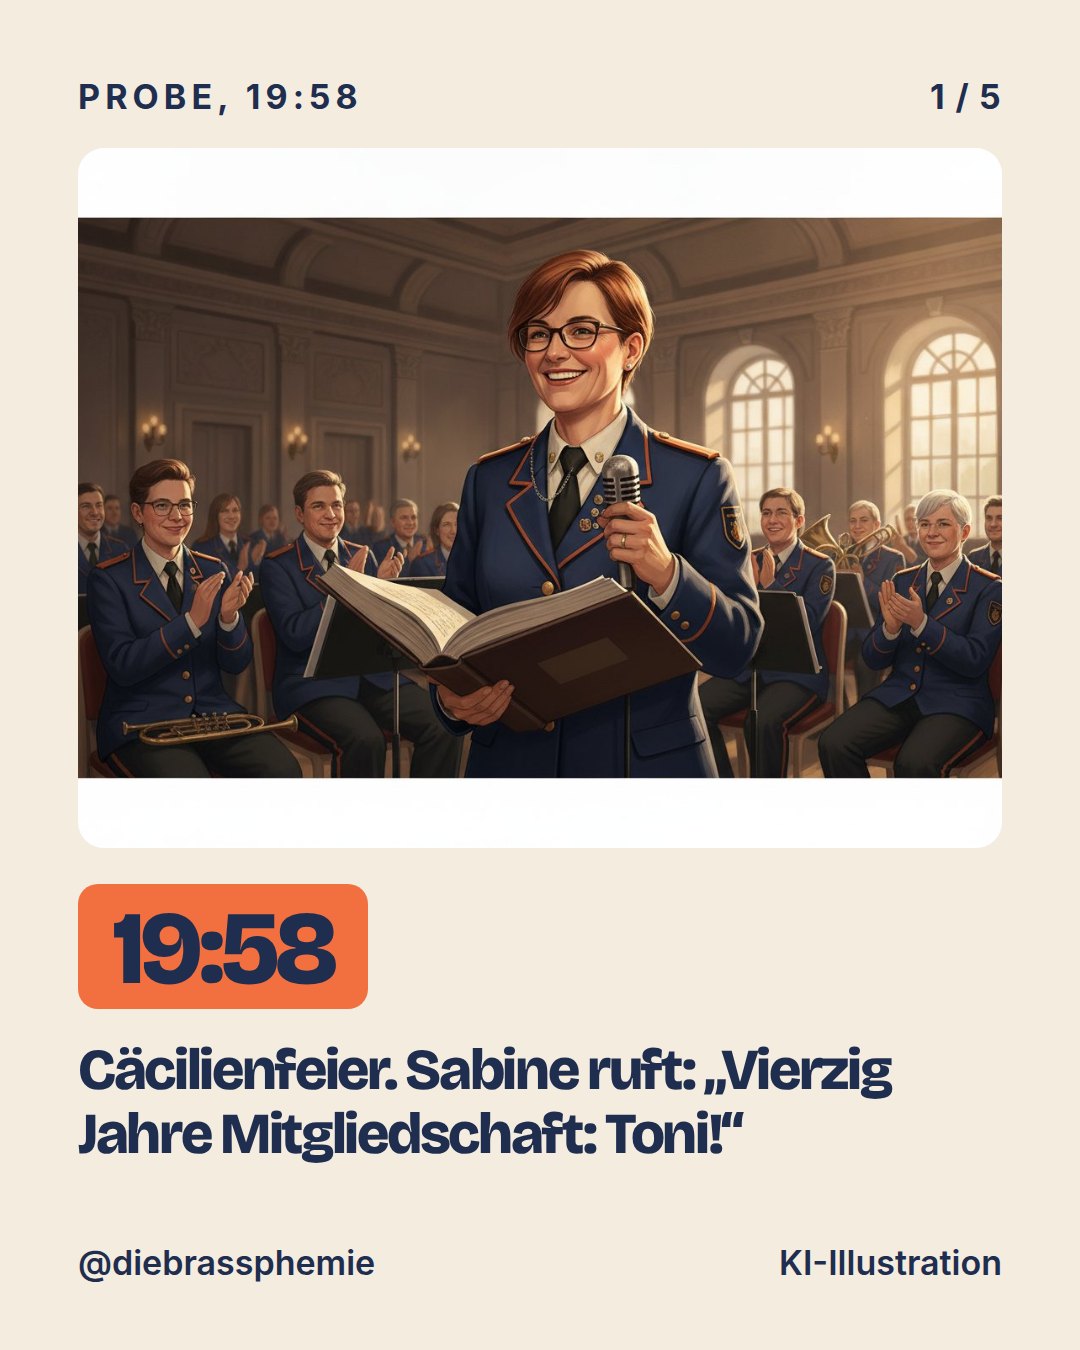 PROBE, 19:58
1 / 5
19:58
Cäcilienfeier. Sabine ruft: „Vierzig
Jahre Mitgliedschaft: Toni!“
@diebrassphemie
KI-Illustration